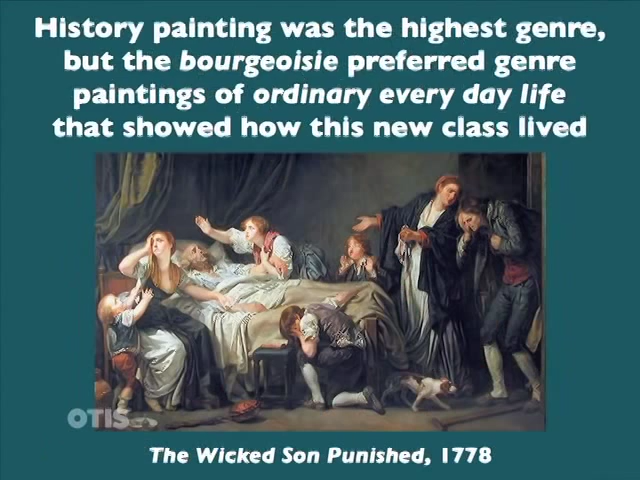 History painting was the highest genre,
but the bourgeoisie preferred genre
paintings of ordinary every day life
that showed how this new class lived
OTIS
The Wicked Son Punished, 1778